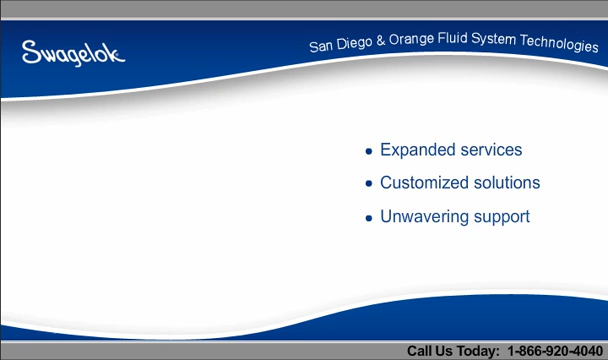 Swagelok
San Diego & Orange Fluid System Technologies
• Expanded services
• Customized solutions
• Unwavering support
Call Us Today: 1-866-920-4040